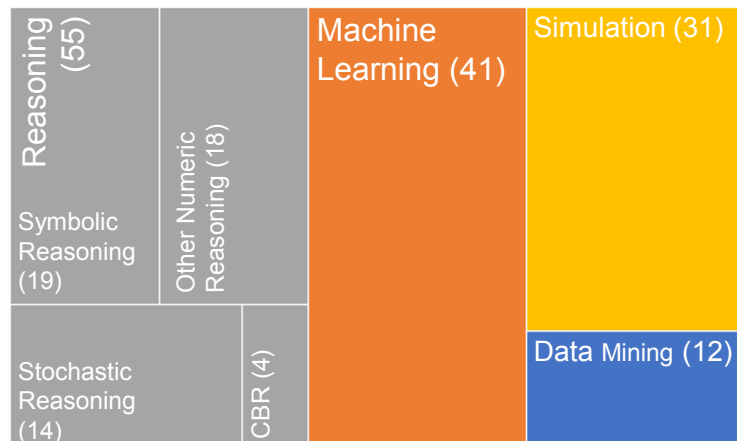 Reasoning
(55)
Symbolic
Reasoning
(19)
Other Numeric
Reasoning (18)
Stochastic
Reasoning
(14)
CBR (4)
Machine
Learning (41)
Simulation (31)
Data Mining (12)